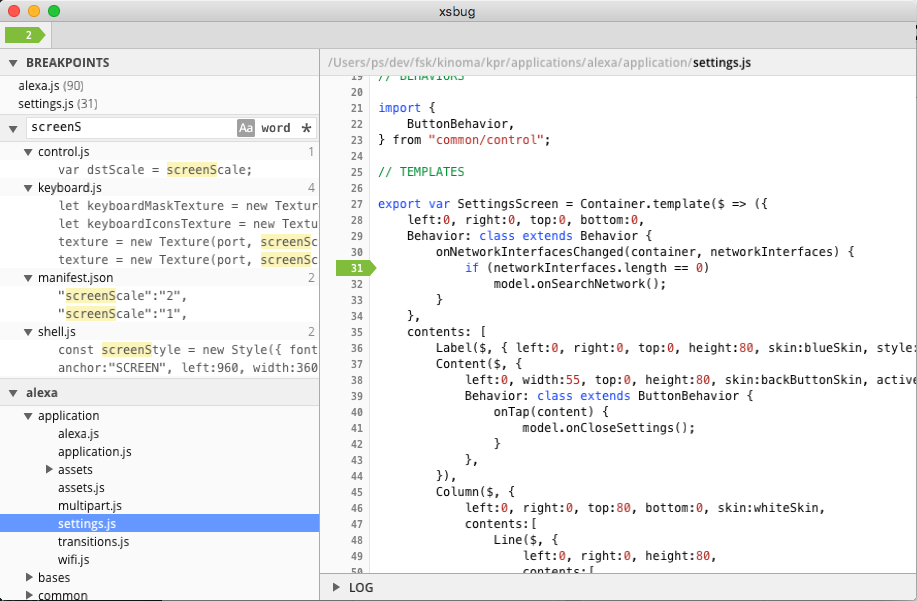 xsbug
2
BREAKPOINTS
alexa.js (90)
settings.js (31)
screenS Aa word *
control.js 1
var dstScale = screenScale;
keyboard.js 4
let keyboardMaskTexture = new Textur
let keyboardIconsTexture = new Textu
texture = new Texture(port, screenSc
texture = new Texture(port, screenSc
manifest.json 2
"screenScale":"2",
"screenScale":"1",
shell.js 2
const screenStyle = new Style({ font
anchor:"SCREEN", left:960, width:360
alexa
application
alexa.js
application.js
assets
assets.js
multipart.js
settings.js
transitions.js
wifi.js
bases
common
/Users/ps/dev/fsk/kinoma/kpr/applications/alexa/application/settings.js
19 // BEHAVIORS
20
21 import {
22 ButtonBehavior,
23 } from "common/control";
24
25 // TEMPLATES
26
27 export var SettingsScreen = Container.template($ => ({
28 left:0, right:0, top:0, bottom:0,
29 Behavior: class extends Behavior {
30 onNetworkInterfacesChanged(container, networkInterfaces) {
31 if (networkInterfaces.length == 0)
32 model.onSearchNetwork();
33 }
34 },
35 contents: [
36 Label($, { left:0, right:0, top:0, height:80, skin:blueSkin, style:
37 Content($, {
38 left:0, width:55, top:0, height:80, skin:backButtonSkin, active
39 Behavior: class extends ButtonBehavior {
40 onTap(content) {
41 model.onCloseSettings();
42 }
43 },
44 }),
45 Column($, {
46 left:0, right:0, top:80, bottom:0, skin:whiteSkin,
47 contents:[
48 Line($, {
49 left:0, right:0, height:80,
50 contents:[
LOG